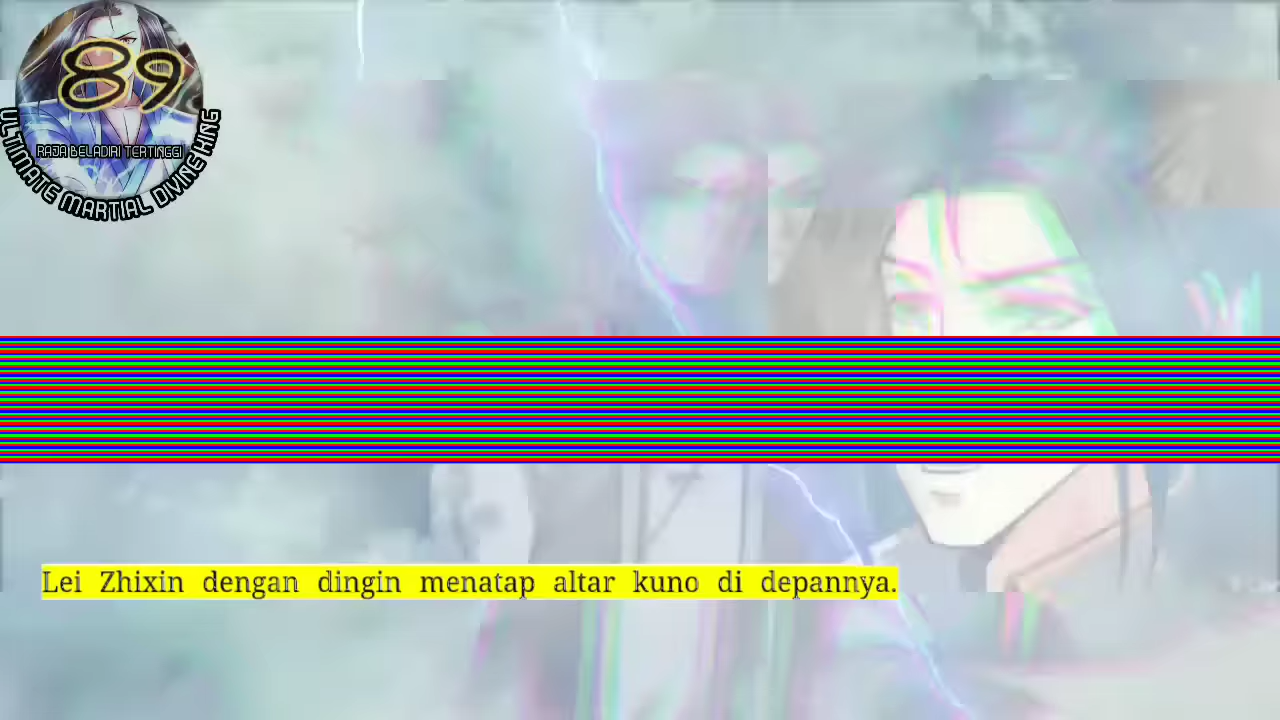 89
RAJA BELADIRI TERTINGGI
ULTIMATE MARTIAL DIVINE KING
Lei Zhixin dengan dingin menatap altar kuno di depannya.